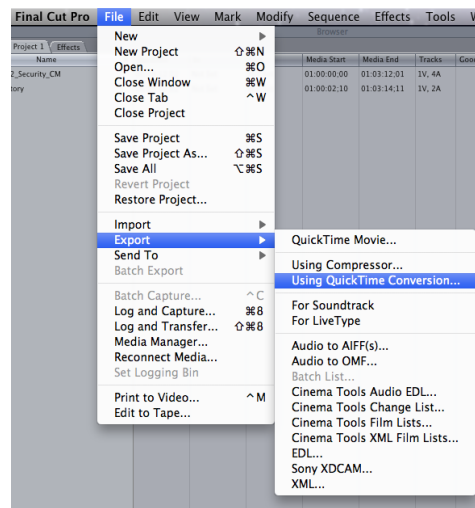 Final Cut Pro File Edit View Mark Modify Sequence Effects Tools
Browser
Project 1 Effects
Name Media Start Media End Tracks Goo
2_Security_CM 01:00:00;00 01:03:12;01 1V, 4A
tory 01:00:02;10 01:03:14;11 1V, 2A
New
New Project ⇧⌘N
Open... ⌘O
Close Window ⌘W
Close Tab ^W
Close Project
Save Project ⌘S
Save Project As... ⇧⌘S
Save All ⌥⌘S
Revert Project
Restore Project...
Import
Export
Send To
Batch Export
Batch Capture... ^C
Log and Capture... ⌘8
Log and Transfer... ⇧⌘8
Media Manager...
Reconnect Media...
Set Logging Bin
Print to Video... ^M
Edit to Tape...
QuickTime Movie...
Using Compressor...
Using QuickTime Conversion...
For Soundtrack
For LiveType
Audio to AIFF(s)...
Audio to OMF...
Batch List...
Cinema Tools Audio EDL...
Cinema Tools Change List...
Cinema Tools Film Lists...
Cinema Tools XML Film Lists...
EDL...
Sony XDCAM...
XML...